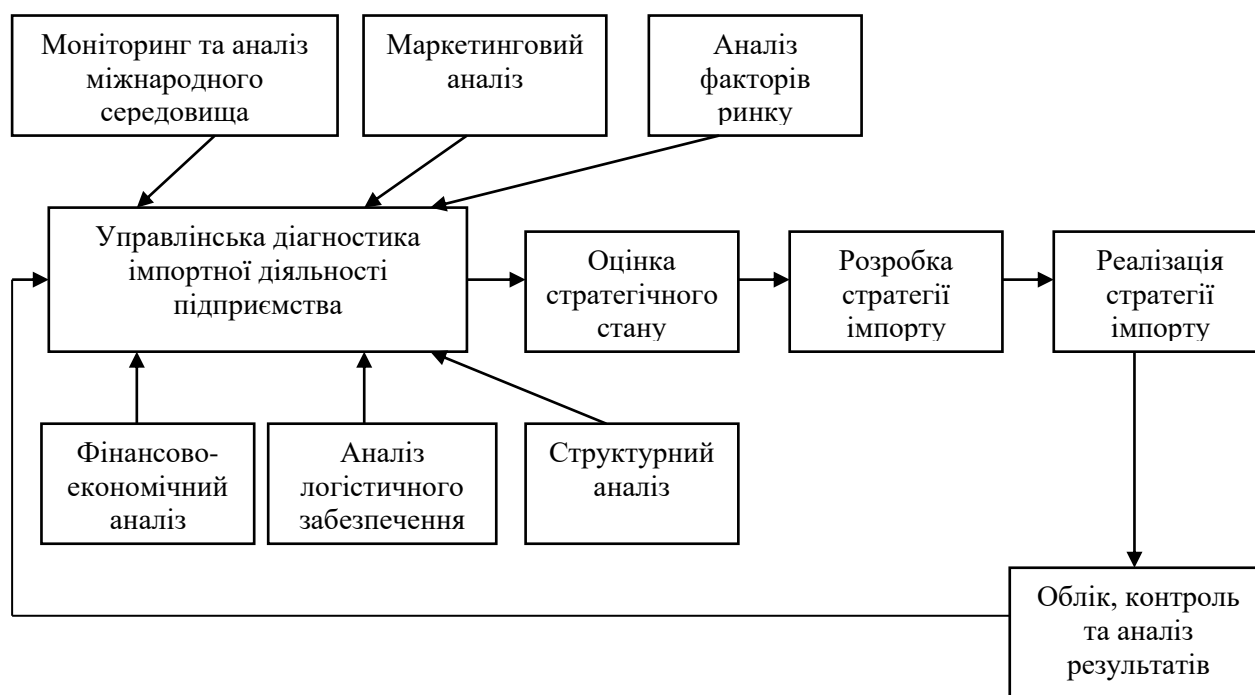 Моніторинг та аналіз
міжнародного
середовища
Маркетинговий
аналіз
Аналіз
факторів
ринку
Управлінська діагностика
імпортної діяльності
підприємства
Оцінка
стратегічного
стану
Розробка
стратегії
імпорту
Реалізація
стратегії
імпорту
Фінансово-
економічний
аналіз
Аналіз
логістичного
забезпечення
Структурний
аналіз
Облік, контроль
та аналіз
результатів